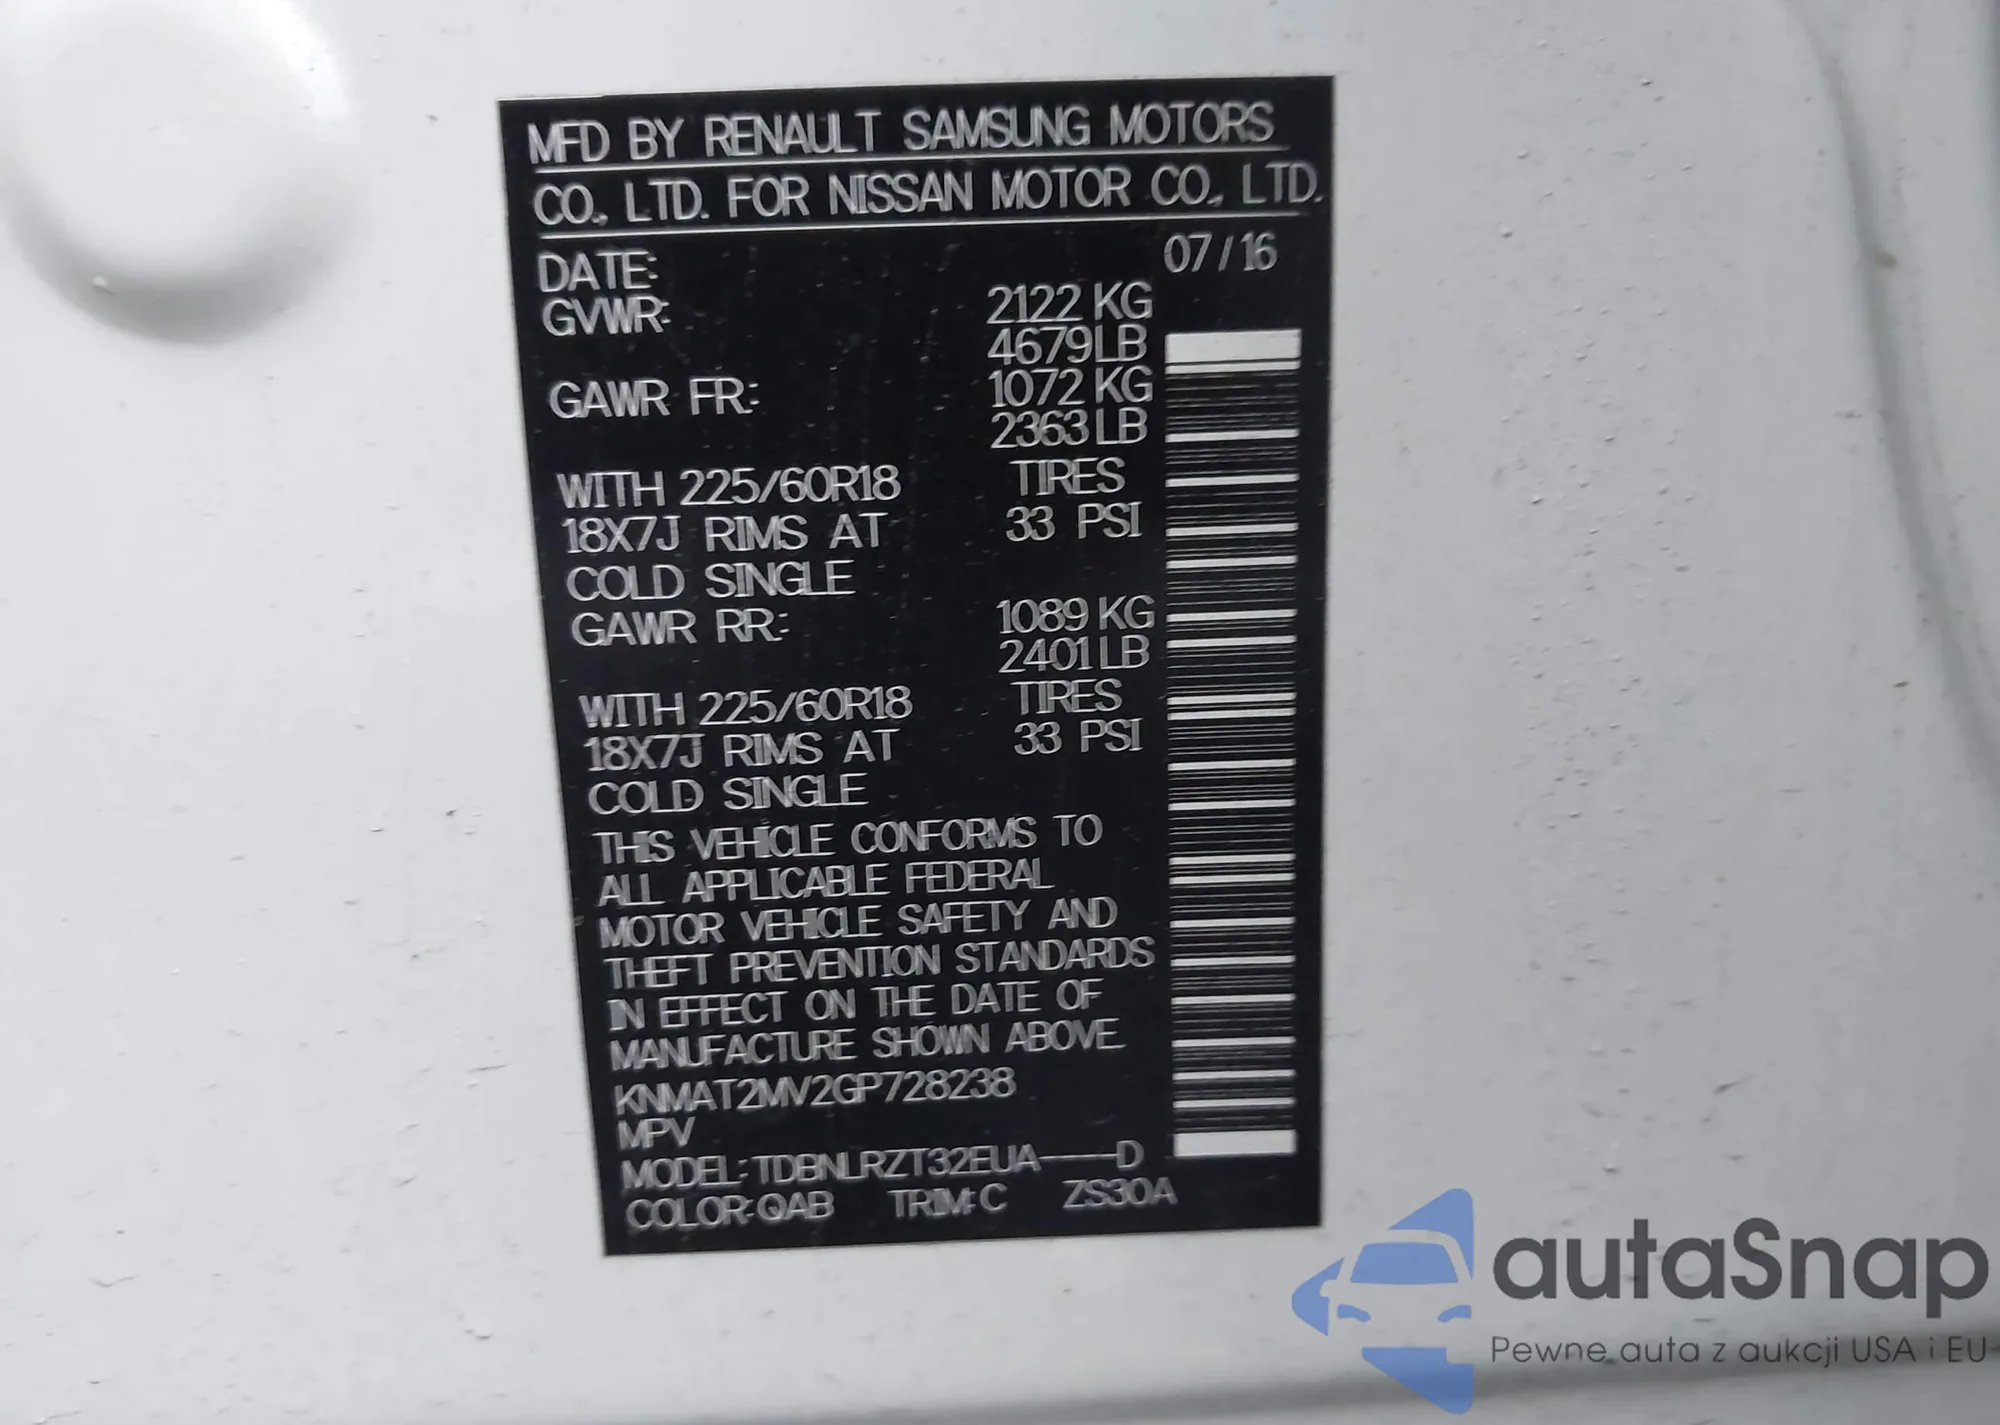 MFD BY RENAULT SAMSUNG MOTORS
CO., LTD. FOR NISSAN MOTOR CO., LTD.
DATE: 07/16
GVWR: 2122 KG
4679 LB
GAWR FR: 1072 KG
2363 LB
WITH 225/60R18 TIRES
18X7J RIMS AT 33 PSI
COLD SINGLE
GAWR RR: 1089 KG
2401 LB
WITH 225/60R18 TIRES
18X7J RIMS AT 33 PSI
COLD SINGLE
THIS VEHICLE CONFORMS TO
ALL APPLICABLE FEDERAL
MOTOR VEHICLE SAFETY AND
THEFT PREVENTION STANDARDS
IN EFFECT ON THE DATE OF
MANUFACTURE SHOWN ABOVE.
KNMAT2MV2GP728238
MPV
MODEL: TDBNLRZT32EUA----D
COLOR: QAB TRIM: C ZS30A
autaSnap
Pewne auta z aukcji USA i EU